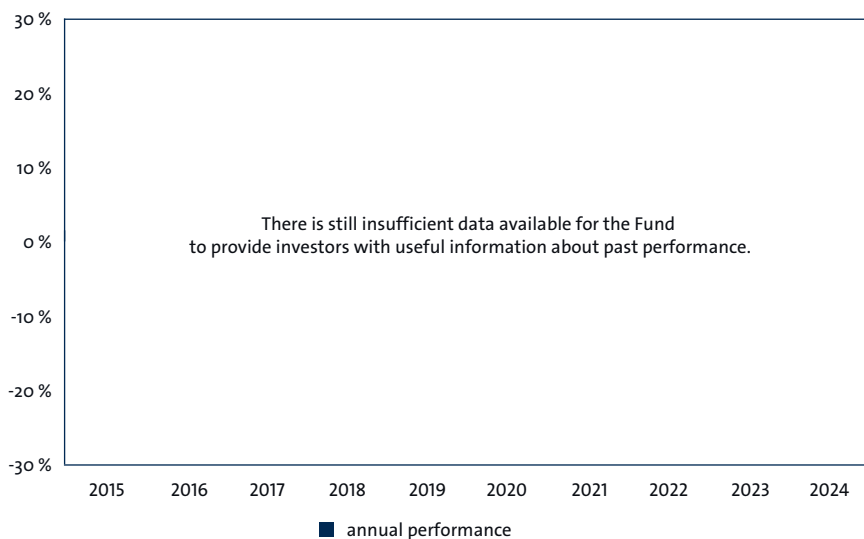 30 %
20 %
10 %
There is still insufficient data available for the Fund
0 %
to provide investors with useful information about past performance.
-10 %
-20 %
-30 %
2015 2016 2017 2018 2019 2020 2021 2022 2023 2024
annual performance